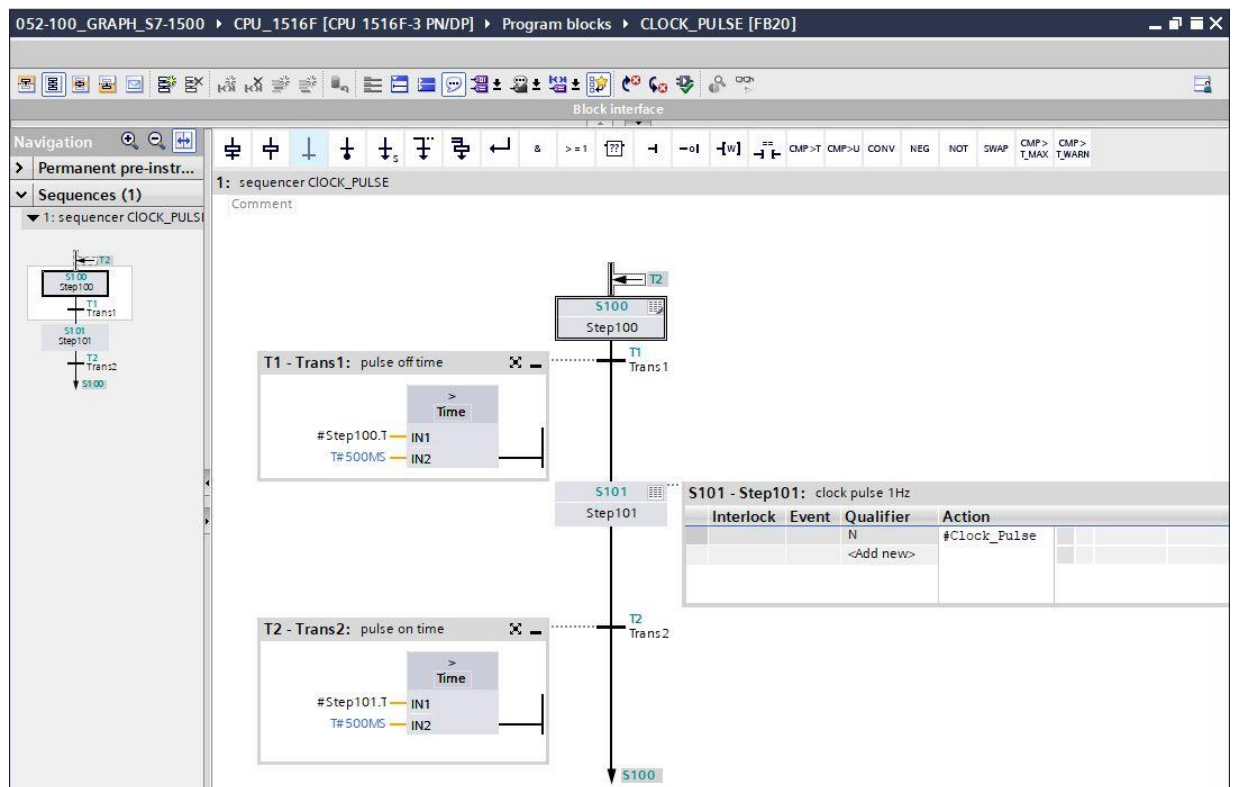 052-100_GRAPH_S7-1500 ▸ CPU_1516F [CPU 1516F-3 PN/DP] ▸ Program blocks ▸ CLOCK_PULSE [FB20]
Block interface
Navigation
& >=1 ?? [W] CMP>T CMP>U CONV NEG NOT SWAP CMP> T_MAX CMP> T_WARN
Permanent pre-instr...
Sequences (1)
1: sequencer ClOCK_PULSI
1: sequencer ClOCK_PULSE
Comment
T2
S100
Step100
T1
Trans1
S101
Step101
T2
Trans2
S100
T2
S100
Step100
T1
Trans1
T1 - Trans1: pulse off time
>
Time
#Step100.T IN1
T#500MS IN2
S101
Step101
S101 - Step101: clock pulse 1Hz
Interlock Event Qualifier Action
N #Clock_Pulse
<Add new>
T2
Trans2
T2 - Trans2: pulse on time
>
Time
#Step101.T IN1
T#500MS IN2
S100